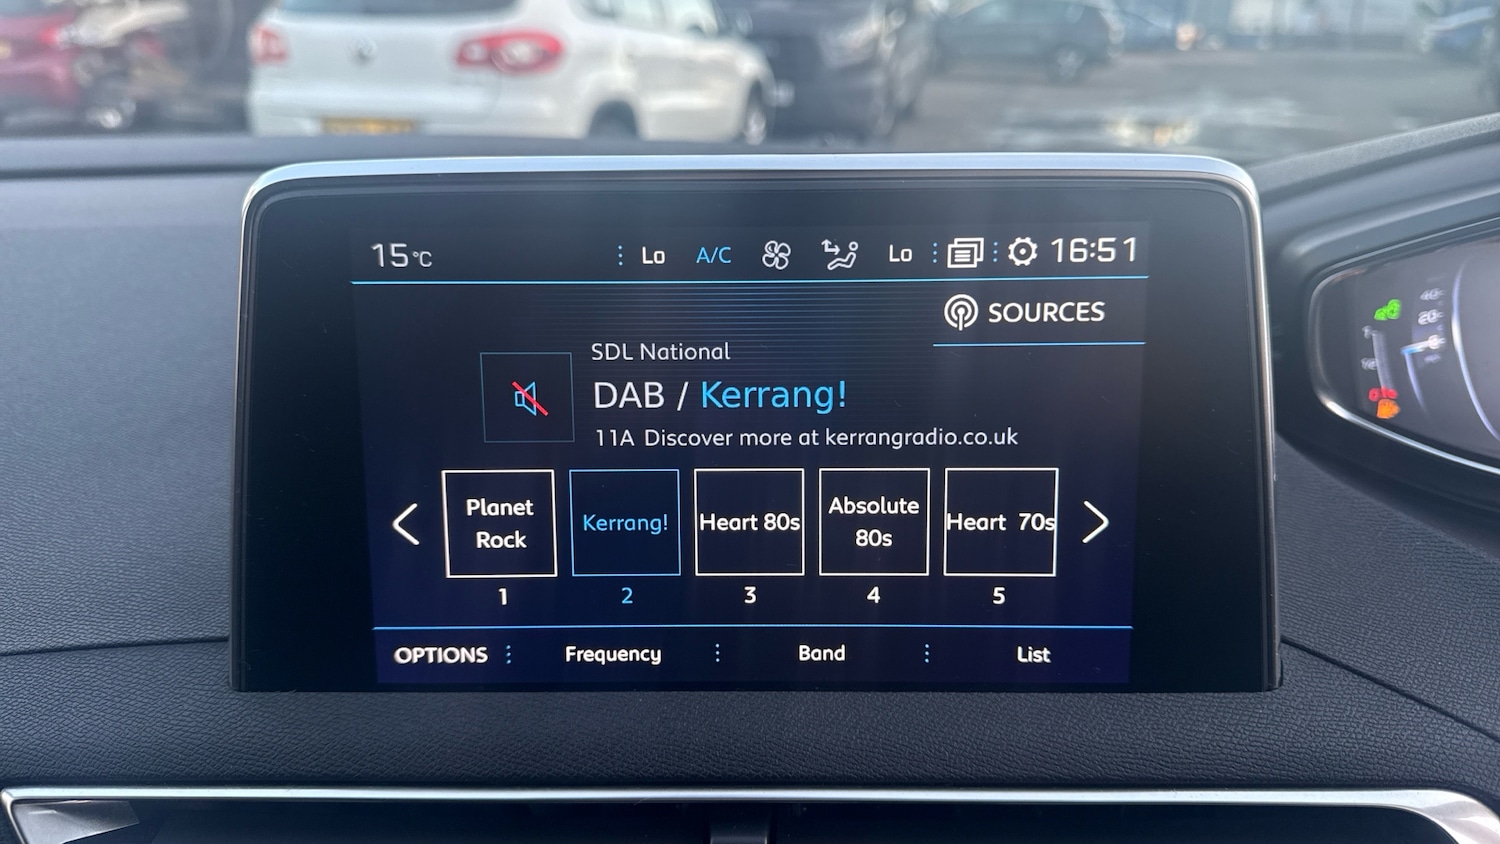 15°C Lo A/C Lo 16:51
SOURCES
SDL National
DAB / Kerrang!
11A Discover more at kerrangradio.co.uk
Planet
Rock
Kerrang!
Heart 80s
Absolute
80s
Heart 70s
1 2 3 4 5
OPTIONS Frequency Band List